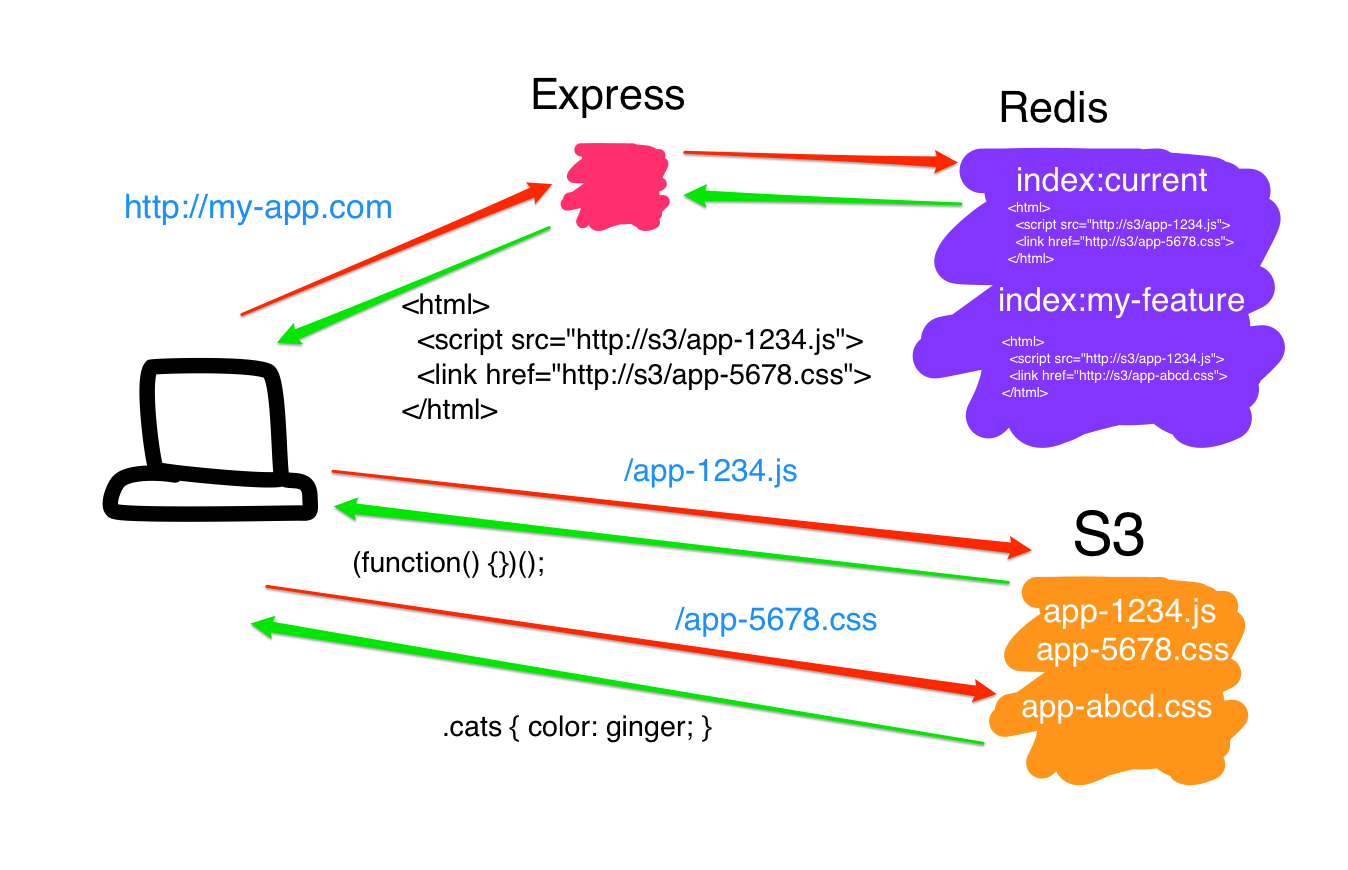 Express
Redis
http://my-app.com
index:current
<html>
<script src="http://s3/app-1234.js">
<link href="http://s3/app-5678.css">
</html>
index:my-feature
<html>
<script src="http://s3/app-1234.js">
<link href="http://s3/app-abcd.css">
</html>
<html>
<script src="http://s3/app-1234.js">
<link href="http://s3/app-5678.css">
</html>
/app-1234.js
(function() {})();
S3
app-1234.js
app-5678.css
app-abcd.css
/app-5678.css
.cats { color: ginger; }